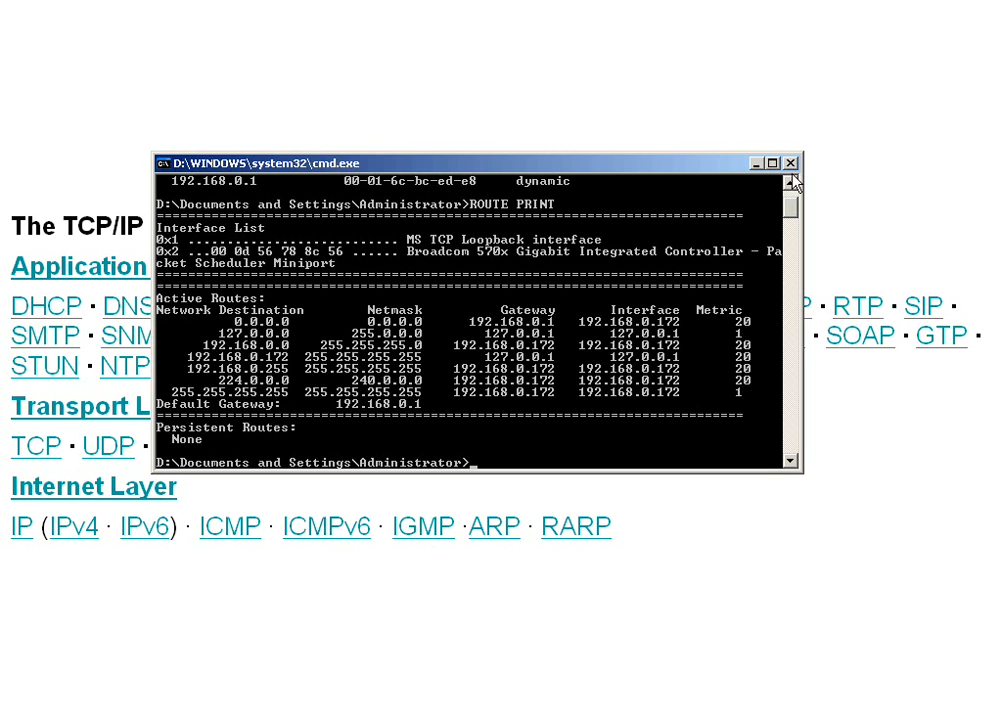 D:\WINDOWS\system32\cmd.exe
192.168.0.1 00-01-6c-bc-ed-e8 dynamic
D:\Documents and Settings\Administrator>ROUTE PRINT
===========================================================================
Interface List
0x1 ........................... MS TCP Loopback interface
0x2 ...00 0d 56 78 8c 56 ...... Broadcom 570x Gigabit Integrated Controller - Pa
cket Scheduler Miniport
===========================================================================
===========================================================================
Active Routes:
Network Destination Netmask Gateway Interface Metric
0.0.0.0 0.0.0.0 192.168.0.1 192.168.0.172 20
127.0.0.0 255.0.0.0 127.0.0.1 127.0.0.1 1
192.168.0.0 255.255.255.0 192.168.0.172 192.168.0.172 20
192.168.0.172 255.255.255.255 127.0.0.1 127.0.0.1 20
192.168.0.255 255.255.255.255 192.168.0.172 192.168.0.172 20
224.0.0.0 240.0.0.0 192.168.0.172 192.168.0.172 20
255.255.255.255 255.255.255.255 192.168.0.172 192.168.0.172 1
Default Gateway: 192.168.0.1
===========================================================================
Persistent Routes:
None
D:\Documents and Settings\Administrator>_
The TCP/IP
Application
DHCP · DNS · RTP · SIP ·
SMTP · · SOAP · GTP ·
STUN · NTP
Transport L
TCP · UDP ·
Internet Layer
IP (IPv4 · IPv6) · ICMP · ICMPv6 · IGMP · ARP · RARP